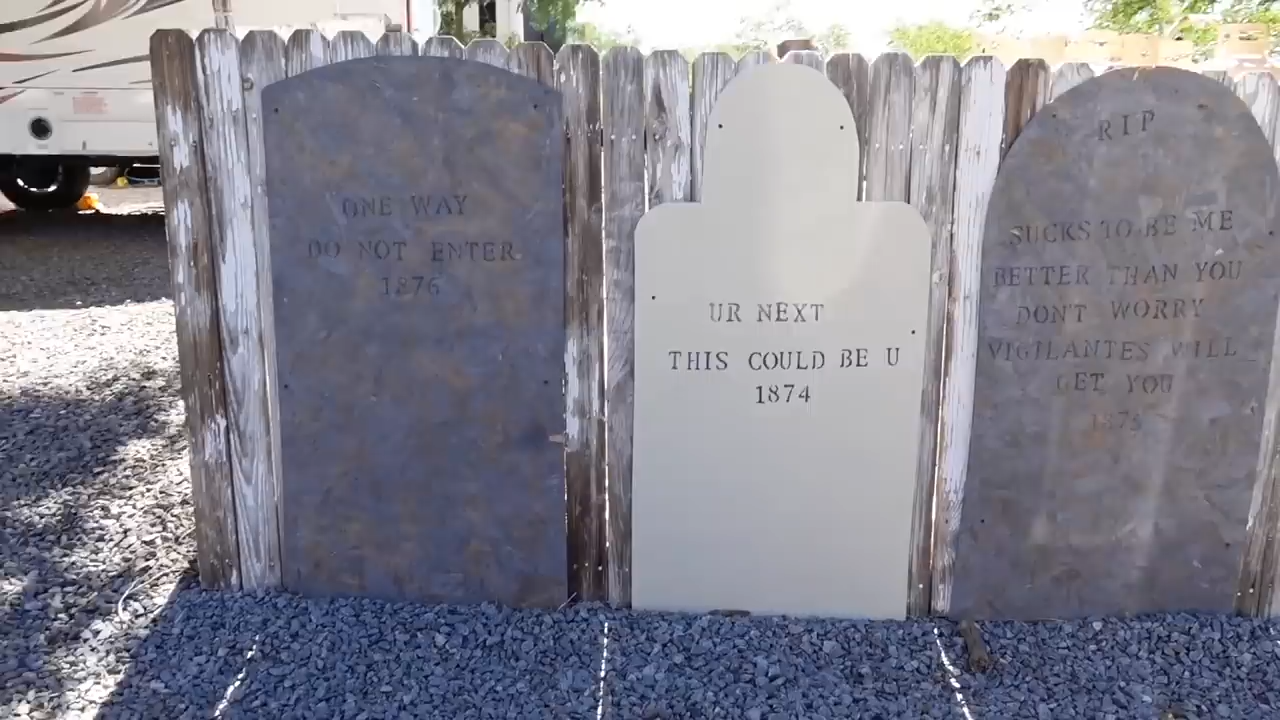 ONE WAY
DO NOT ENTER
1876
UR NEXT
THIS COULD BE U
1874
RIP
SUCKS TO BE ME
BETTER THAN YOU
DON'T WORRY
VIGILANTES WILL
GET YOU
1875